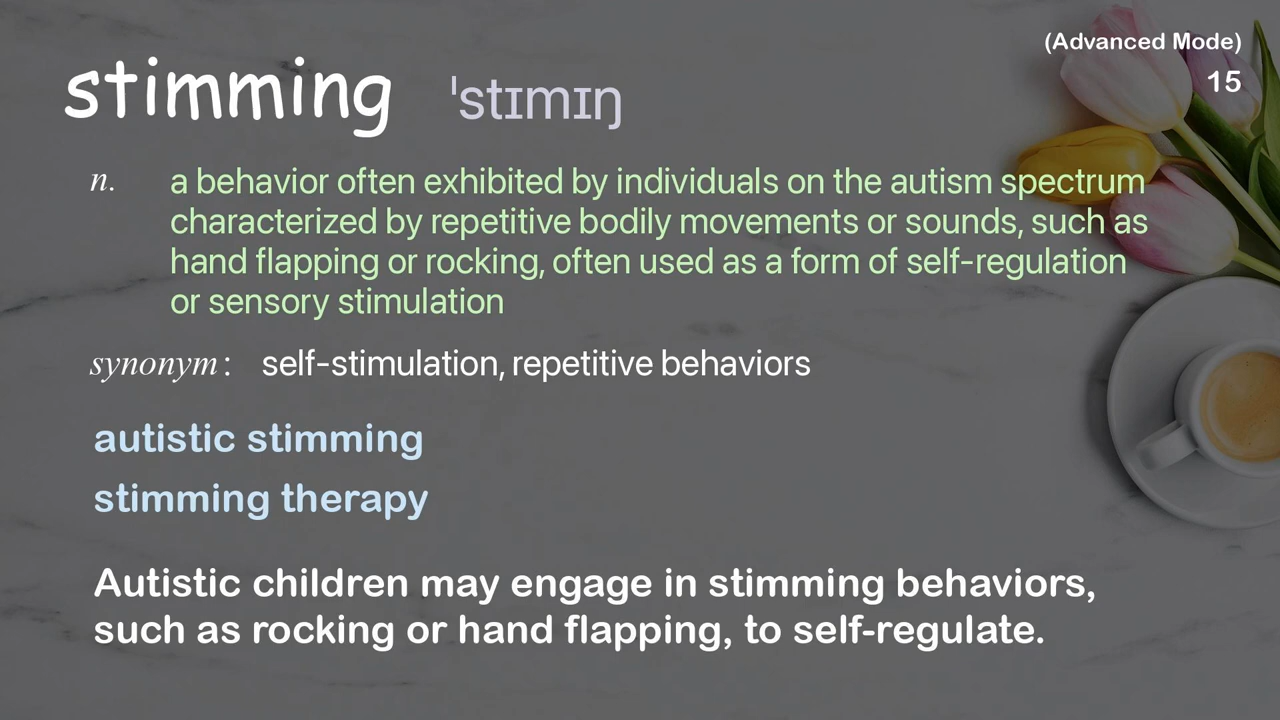 (Advanced Mode)
15
stimming ˈstɪmɪŋ
n. a behavior often exhibited by individuals on the autism spectrum
characterized by repetitive bodily movements or sounds, such as
hand flapping or rocking, often used as a form of self-regulation
or sensory stimulation
synonym: self-stimulation, repetitive behaviors
autistic stimming
stimming therapy
Autistic children may engage in stimming behaviors,
such as rocking or hand flapping, to self-regulate.